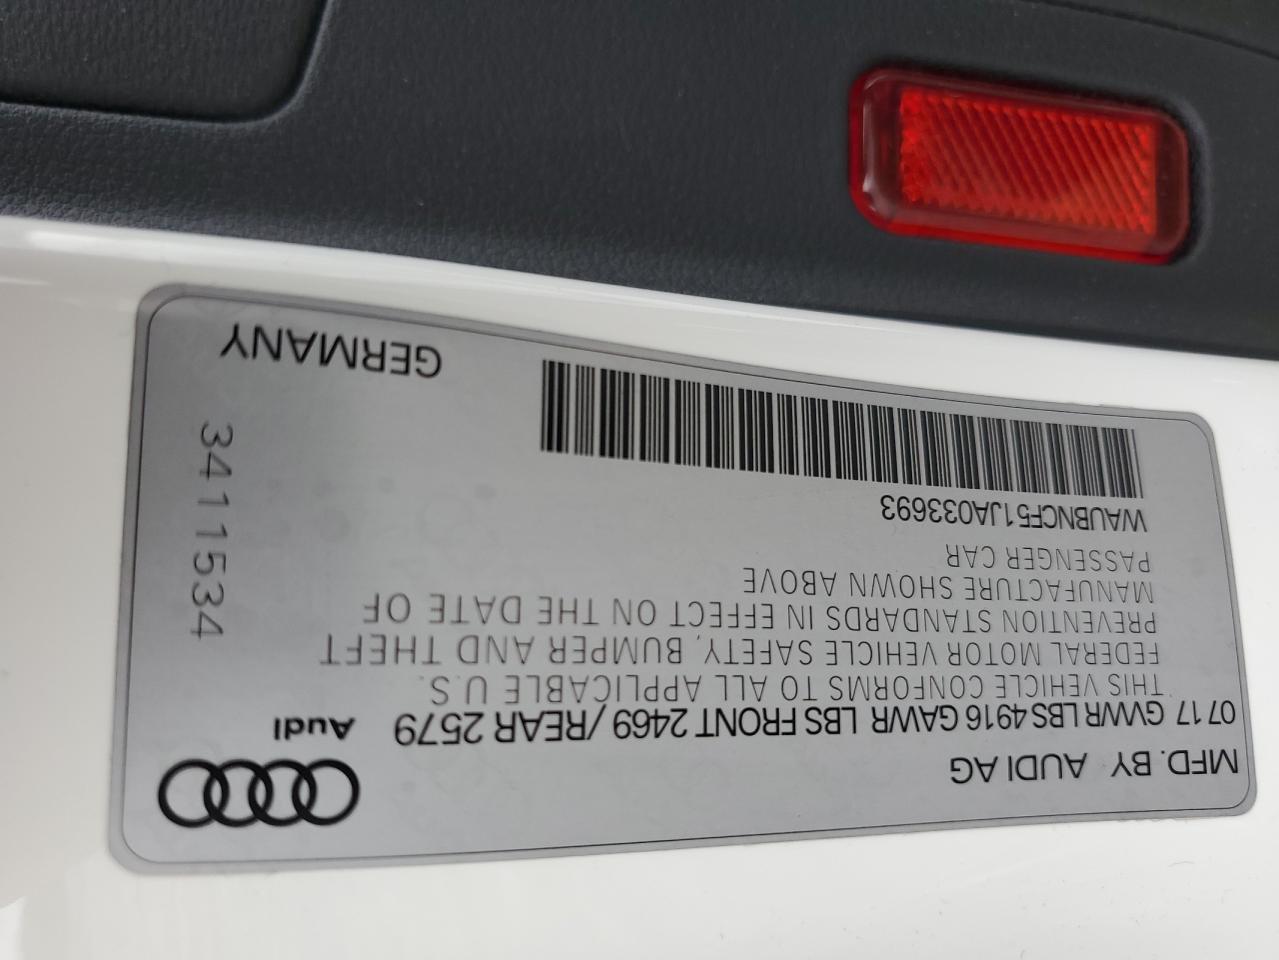 MFD. BY AUDI AG
07 17 GVWR LBS 4916 GAWR LBS FRONT 2469 / REAR 2579
Audi
THIS VEHICLE CONFORMS TO ALL APPLICABLE U.S.
FEDERAL MOTOR VEHICLE SAFETY, BUMPER AND THEFT
PREVENTION STANDARDS IN EFFECT ON THE DATE OF
MANUFACTURE SHOWN ABOVE
PASSENGER CAR
WAUBNCF51JA033693
3411534
GERMANY